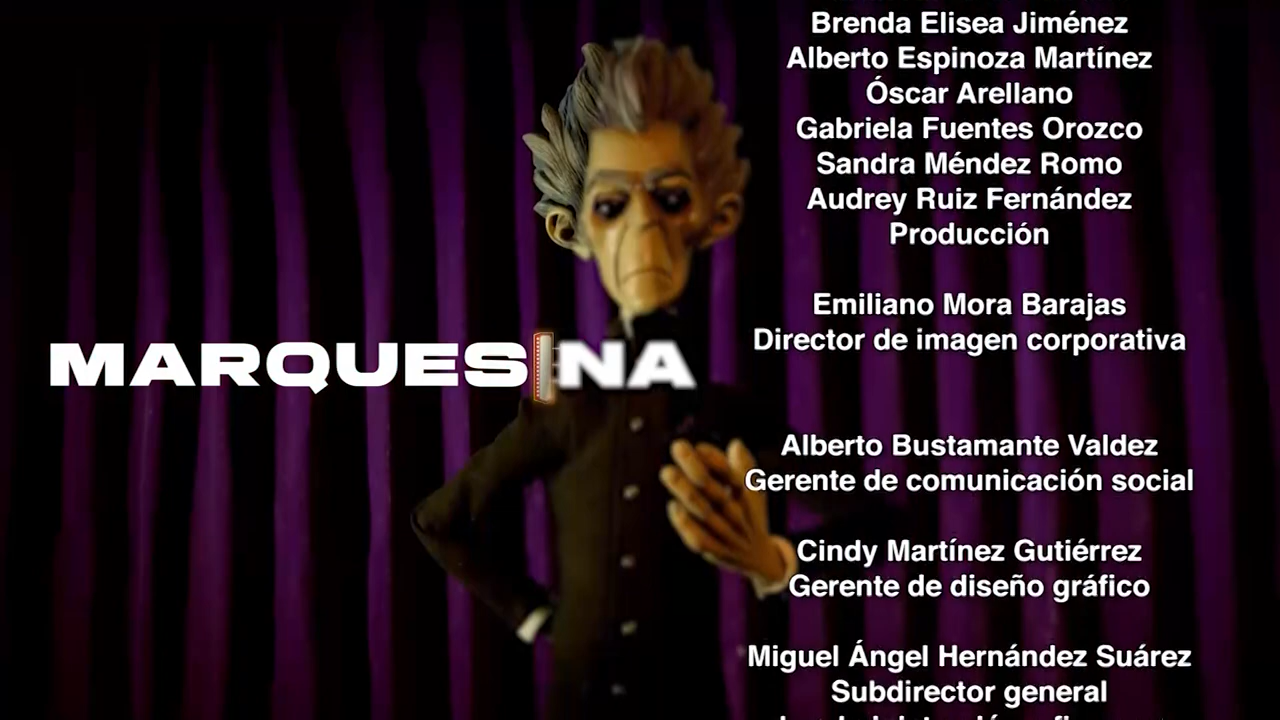 Brenda Elisea Jiménez
Alberto Espinoza Martínez
Óscar Arellano
Gabriela Fuentes Orozco
Sandra Méndez Romo
Audrey Ruiz Fernández
Producción
Emiliano Mora Barajas
Director de imagen corporativa
MARQUESINA
Alberto Bustamante Valdez
Gerente de comunicación social
Cindy Martínez Gutiérrez
Gerente de diseño gráfico
Miguel Ángel Hernández Suárez
Subdirector general